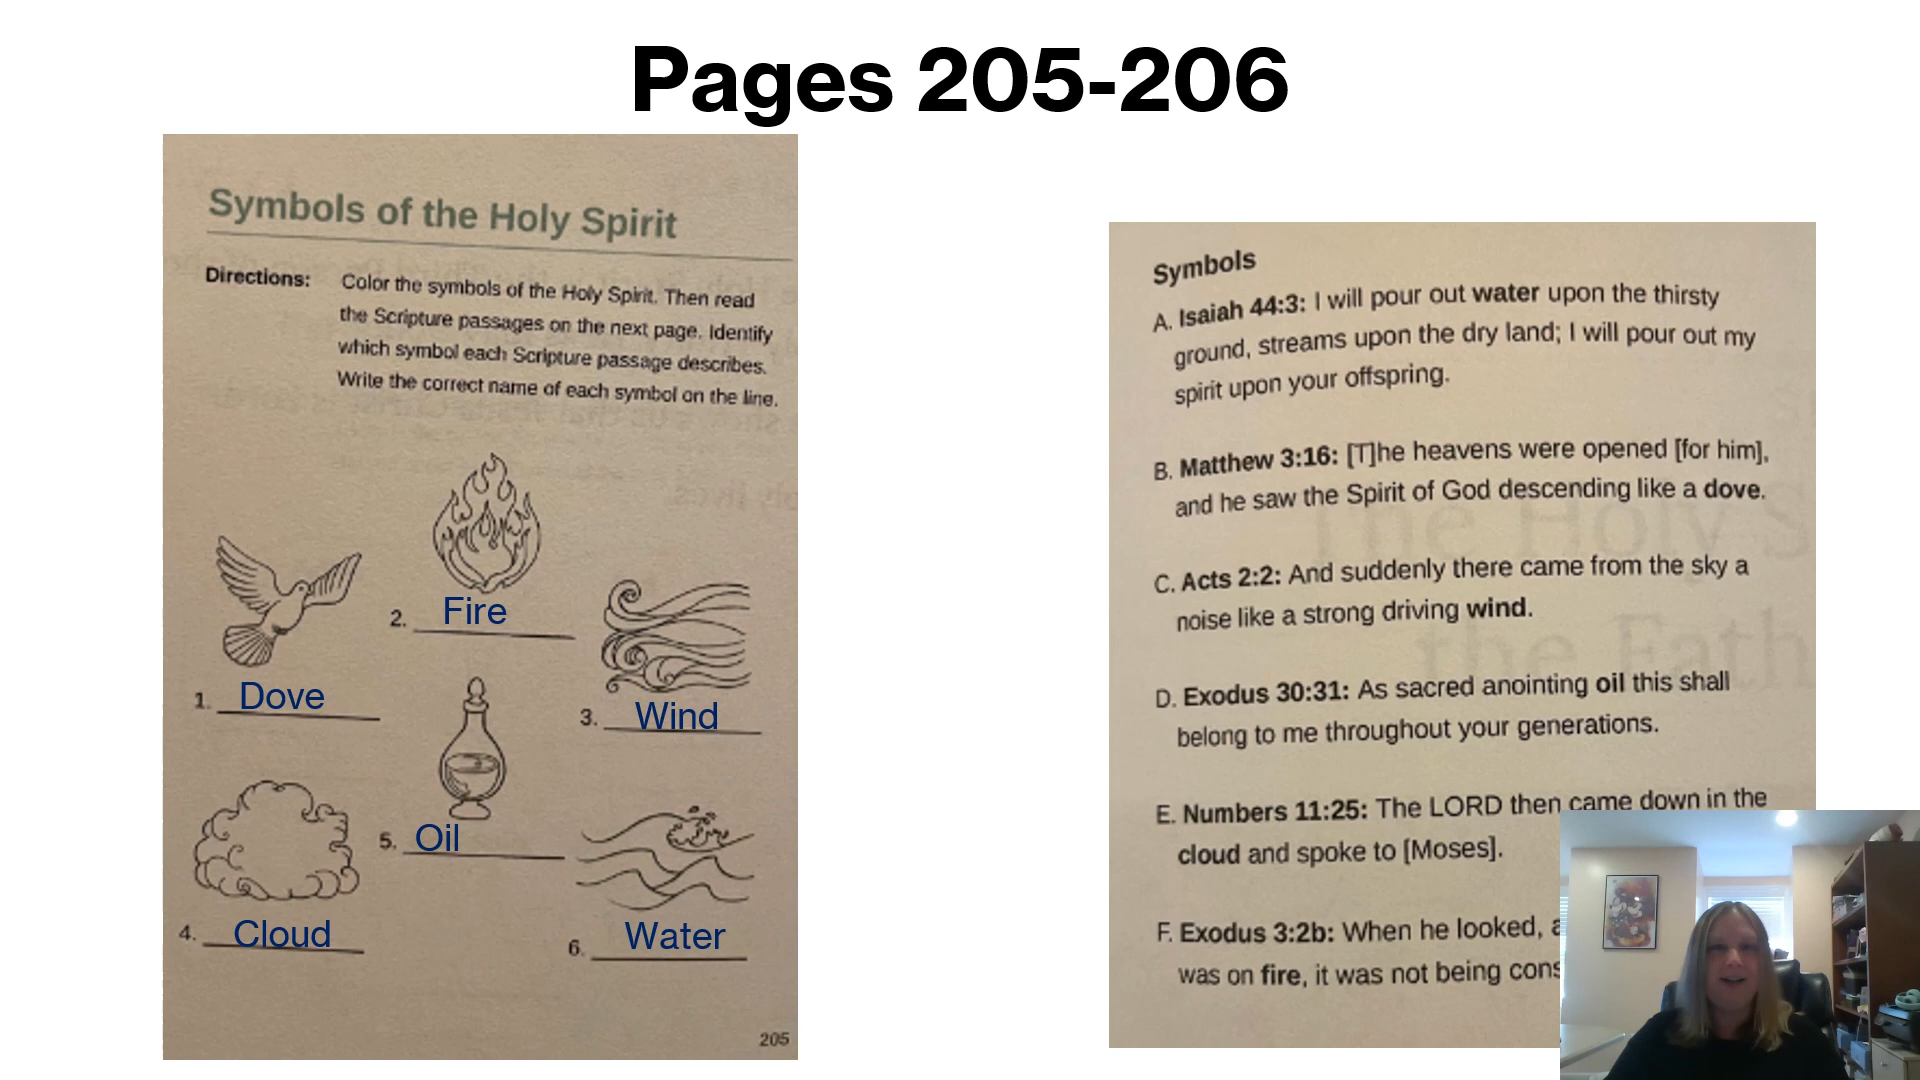 Pages 205-206
Symbols of the Holy Spirit
Directions: Color the symbols of the Holy Spirit. Then read
the Scripture passages on the next page. Identify
which symbol each Scripture passage describes.
Write the correct name of each symbol on the line.
1. Dove
2. Fire
3. Wind
4. Cloud
5. Oil
6. Water
205
Symbols
A. Isaiah 44:3: I will pour out water upon the thirsty
ground, streams upon the dry land; I will pour out my
spirit upon your offspring.
B. Matthew 3:16: [T]he heavens were opened [for him],
and he saw the Spirit of God descending like a dove.
C. Acts 2:2: And suddenly there came from the sky a
noise like a strong driving wind.
D. Exodus 30:31: As sacred anointing oil this shall
belong to me throughout your generations.
E. Numbers 11:25: The LORD then came down in the
cloud and spoke to [Moses].
F. Exodus 3:2b: When he looked,
was on fire, it was not being